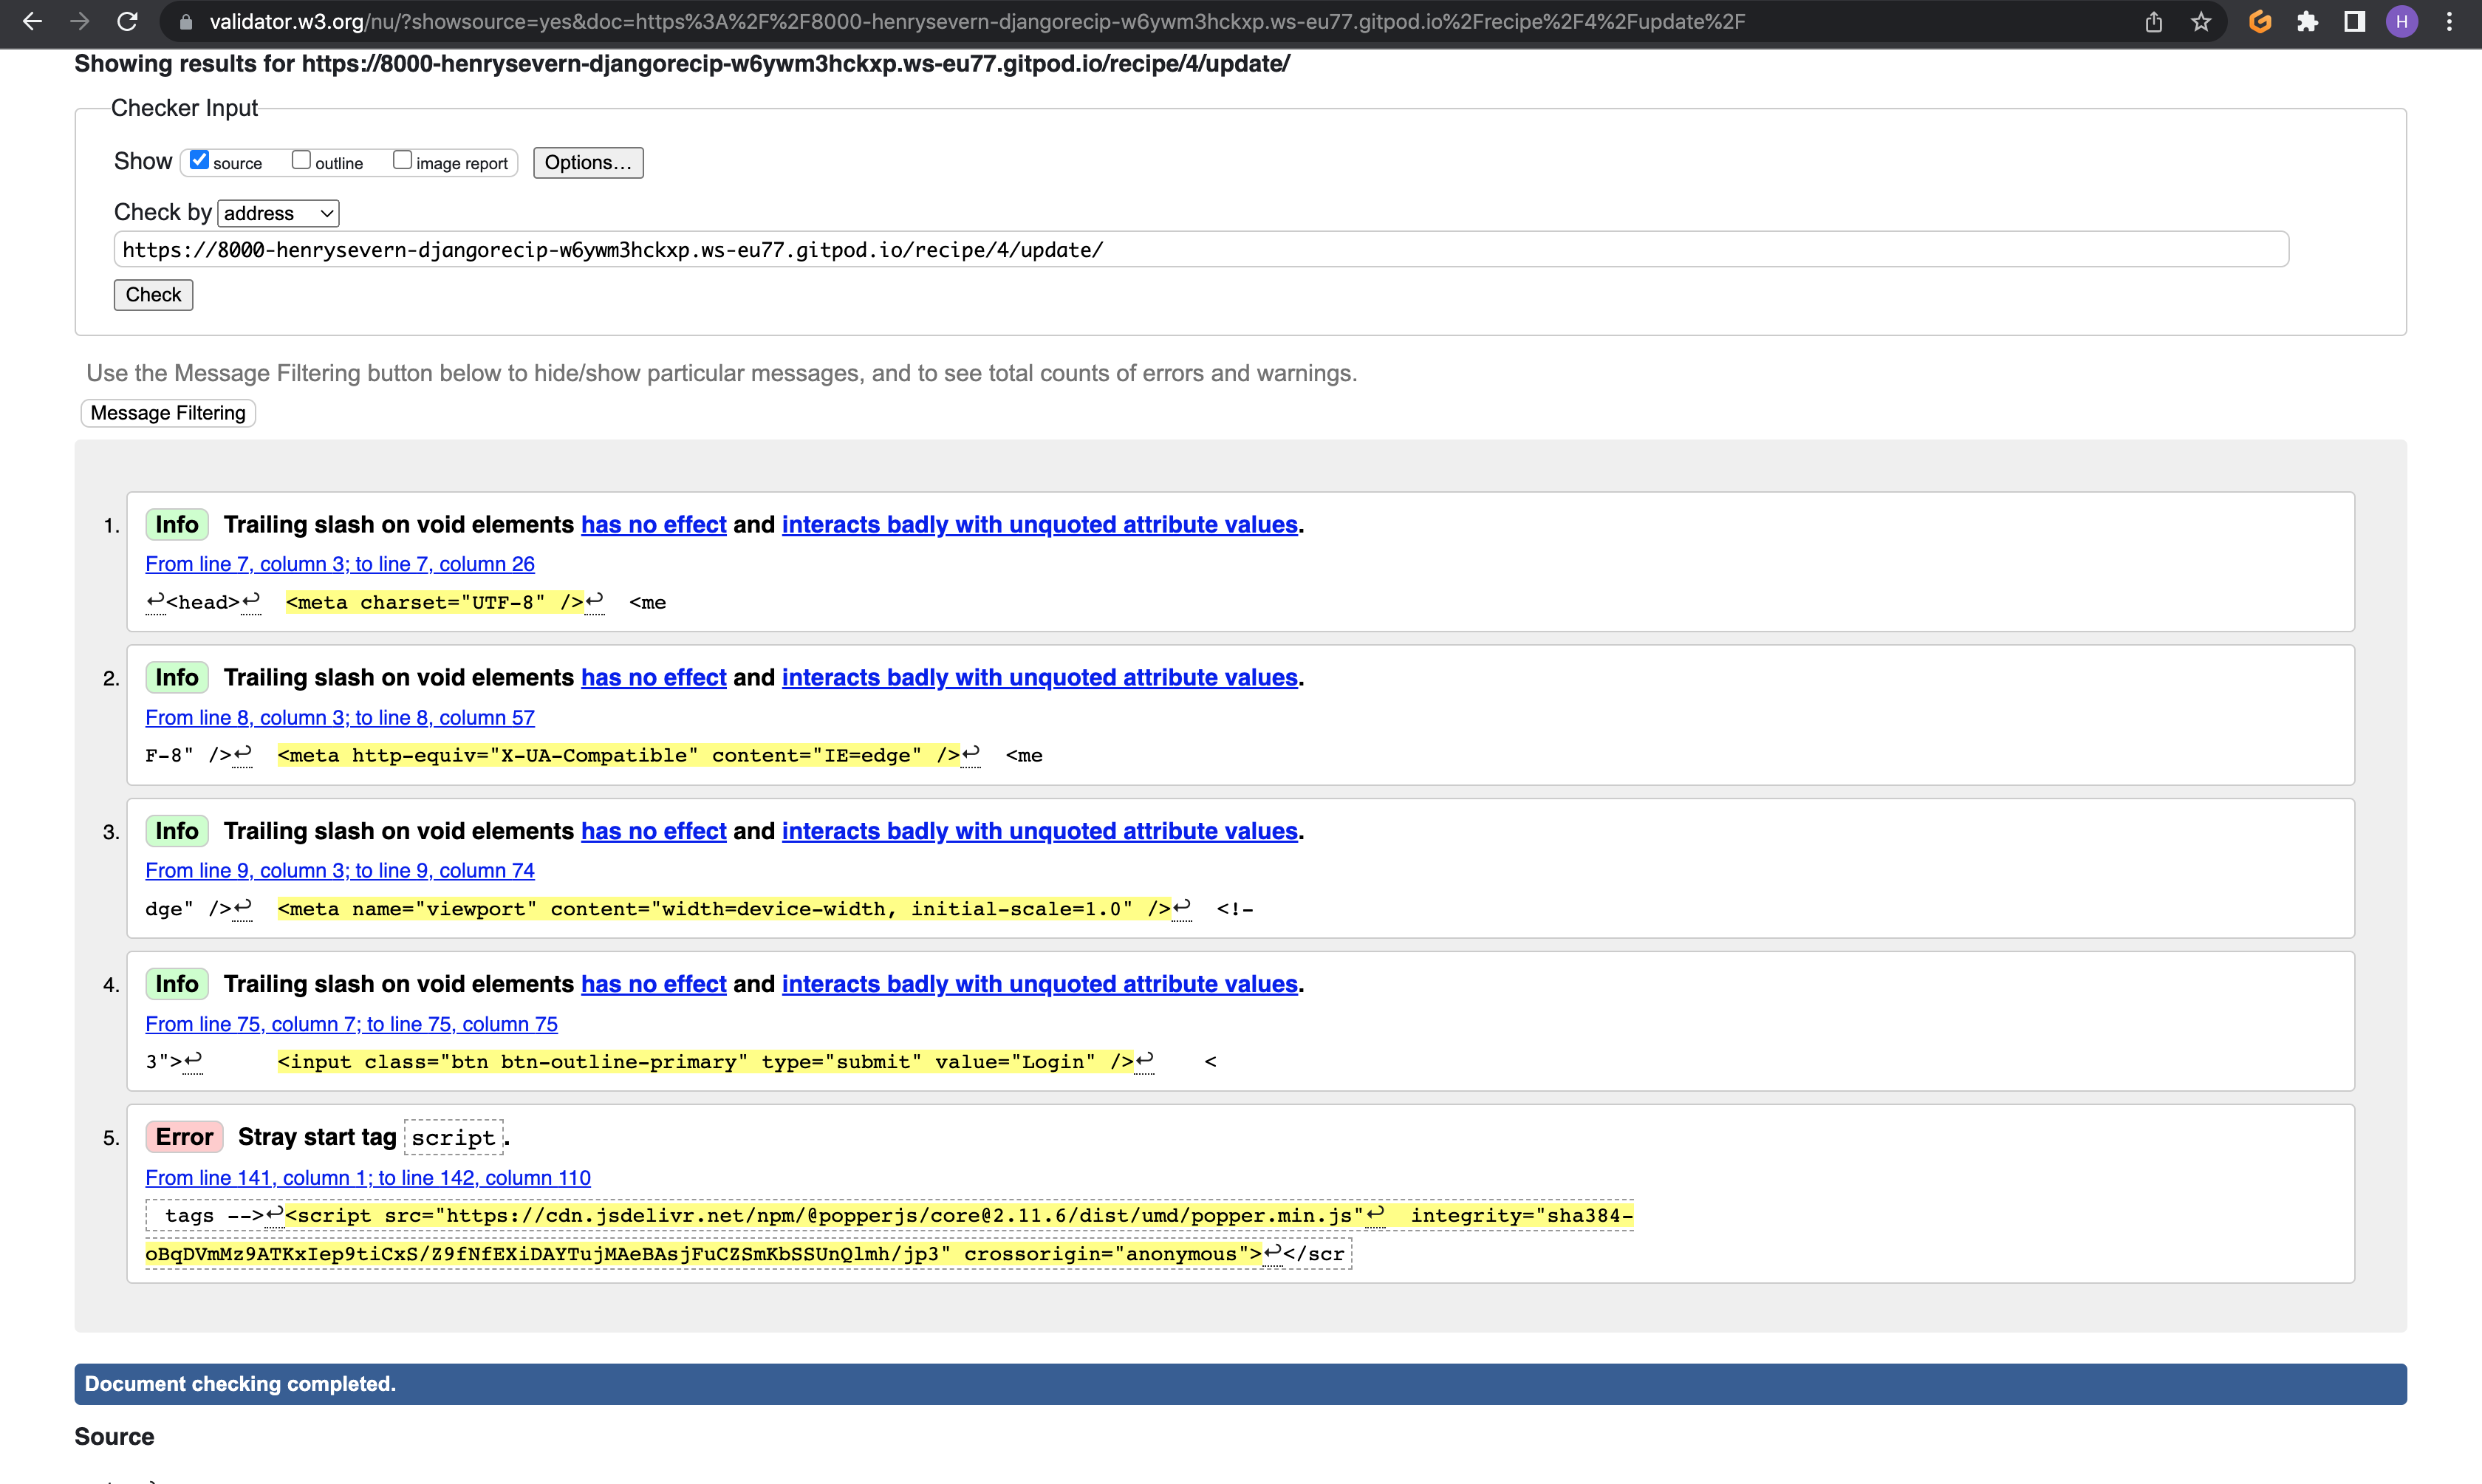 validator.w3.org/nu/?showsource=yes&doc=https%3A%2F%2F8000-henrysevern-djangorecip-w6ywm3hckxp.ws-eu77.gitpod.io%2Frecipe%2F4%2Fupdate%2F
H
Showing results for https://8000-henrysevern-djangorecip-w6ywm3hckxp.ws-eu77.gitpod.io/recipe/4/update/
Checker Input
Show source outline image report Options...
Check by address
https://8000-henrysevern-djangorecip-w6ywm3hckxp.ws-eu77.gitpod.io/recipe/4/update/
Check
Use the Message Filtering button below to hide/show particular messages, and to see total counts of errors and warnings.
Message Filtering
1. Info Trailing slash on void elements has no effect and interacts badly with unquoted attribute values.
From line 7, column 3; to line 7, column 26
↩<head>↩ <meta charset="UTF-8" />↩ <me
2. Info Trailing slash on void elements has no effect and interacts badly with unquoted attribute values.
From line 8, column 3; to line 8, column 57
F-8" />↩ <meta http-equiv="X-UA-Compatible" content="IE=edge" />↩ <me
3. Info Trailing slash on void elements has no effect and interacts badly with unquoted attribute values.
From line 9, column 3; to line 9, column 74
dge" />↩ <meta name="viewport" content="width=device-width, initial-scale=1.0" />↩ <!-
4. Info Trailing slash on void elements has no effect and interacts badly with unquoted attribute values.
From line 75, column 7; to line 75, column 75
3">↩ <input class="btn btn-outline-primary" type="submit" value="Login" />↩ <
5. Error Stray start tag script.
From line 141, column 1; to line 142, column 110
tags -->↩<script src="https://cdn.jsdelivr.net/npm/@popperjs/core@2.11.6/dist/umd/popper.min.js"↩ integrity="sha384-
oBqDVmMz9ATKxIep9tiCxS/Z9fNfEXiDAYTujMAeBAsjFuCZSmKbSSUnQlmh/jp3" crossorigin="anonymous">↩</scr
Document checking completed.
Source